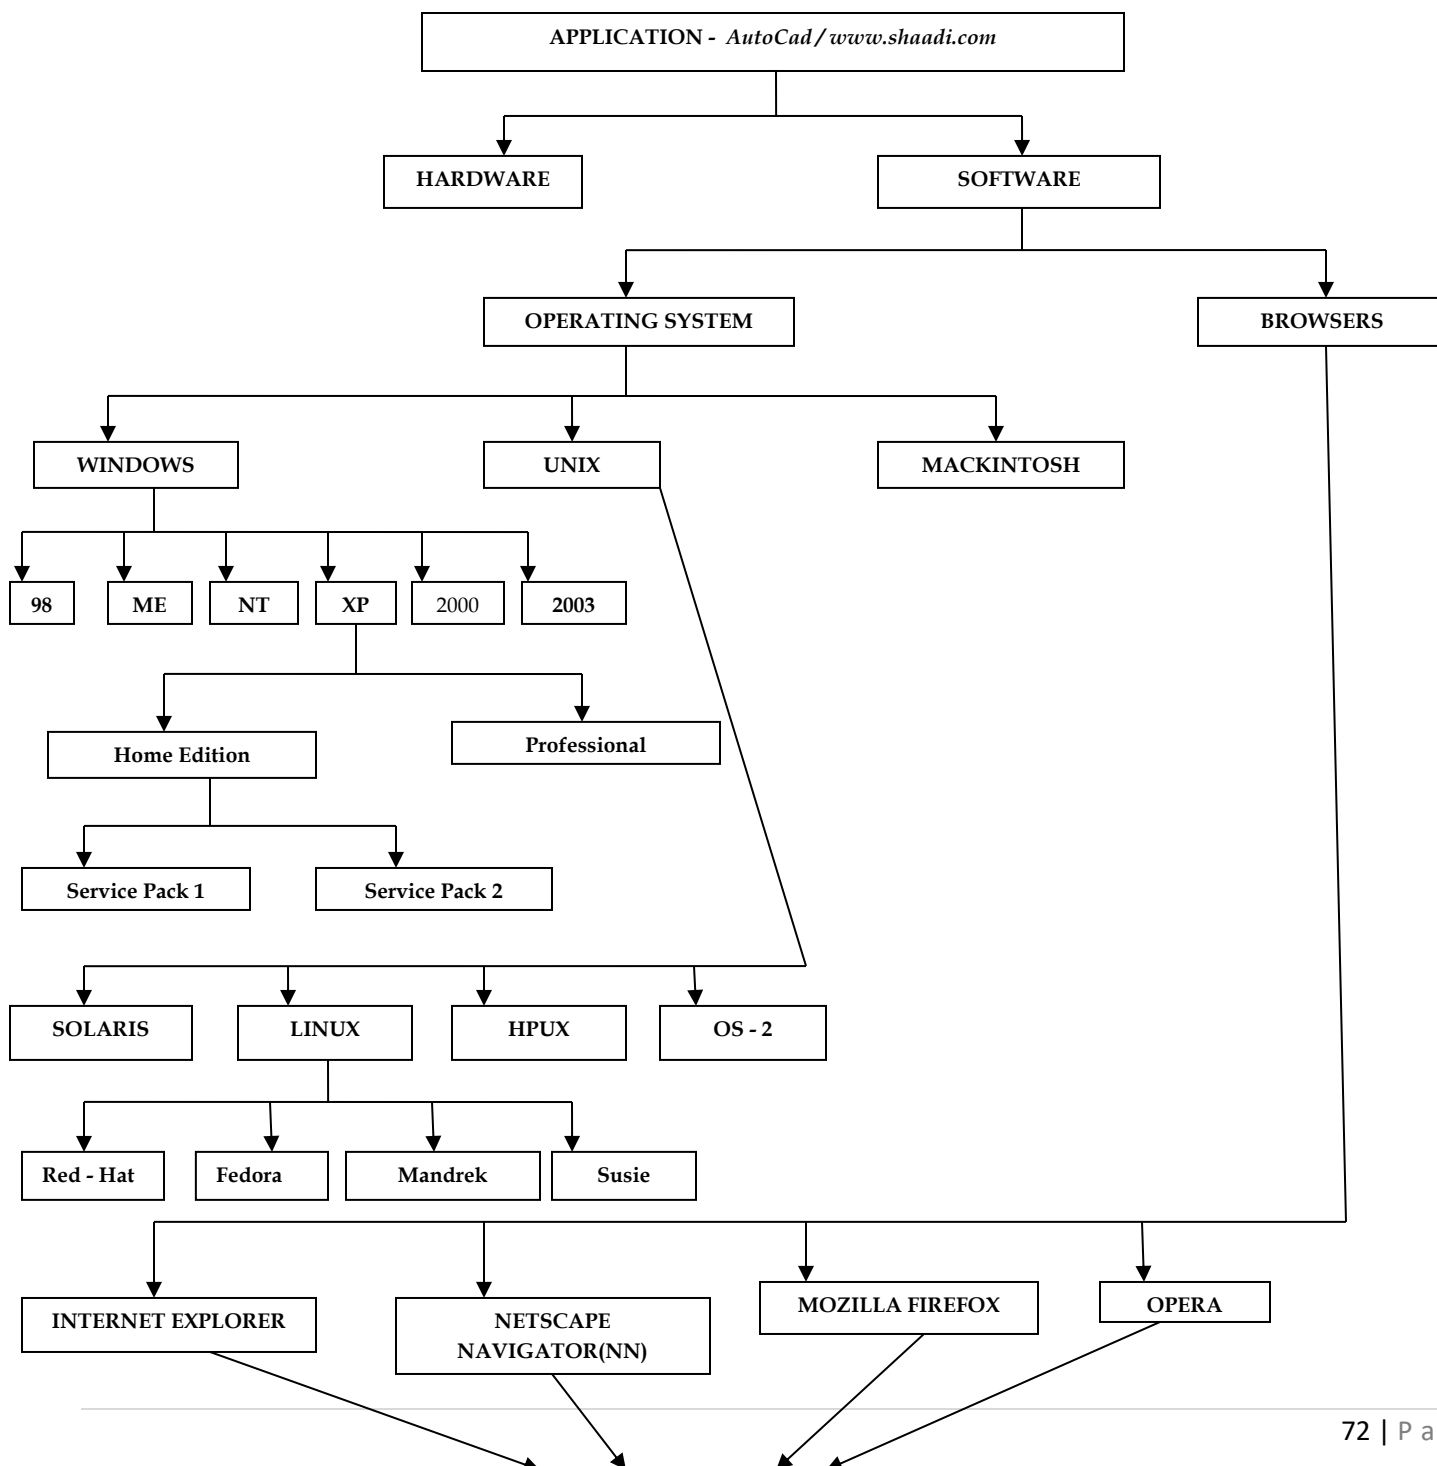 APPLICATION - AutoCad / www.shaadi.com
HARDWARE
SOFTWARE
OPERATING SYSTEM
BROWSERS
WINDOWS
UNIX
MACKINTOSH
98
ME
NT
XP
2000
2003
Home Edition
Professional
Service Pack 1
Service Pack 2
SOLARIS
LINUX
HPUX
OS - 2
Red - Hat
Fedora
Mandrek
Susie
INTERNET EXPLORER
NETSCAPE
NAVIGATOR(NN)
MOZILLA FIREFOX
OPERA
72 | P a